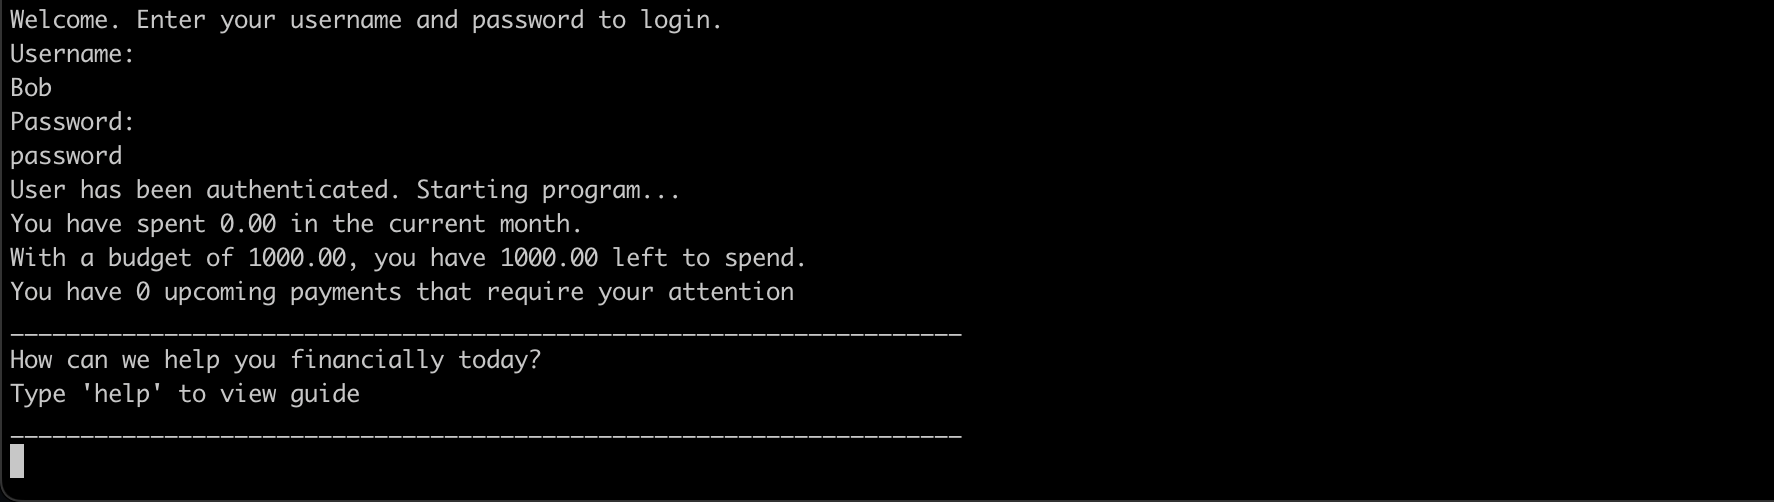 Welcome. Enter your username and password to login.
Username:
Bob
Password:
password
User has been authenticated. Starting program...
You have spent 0.00 in the current month.
With a budget of 1000.00, you have 1000.00 left to spend.
You have 0 upcoming payments that require your attention
____________________________________________________________________
How can we help you financially today?
Type 'help' to view guide
____________________________________________________________________